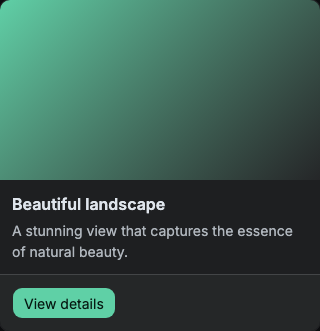 Beautiful landscape
A stunning view that captures the essence
of natural beauty.
View details